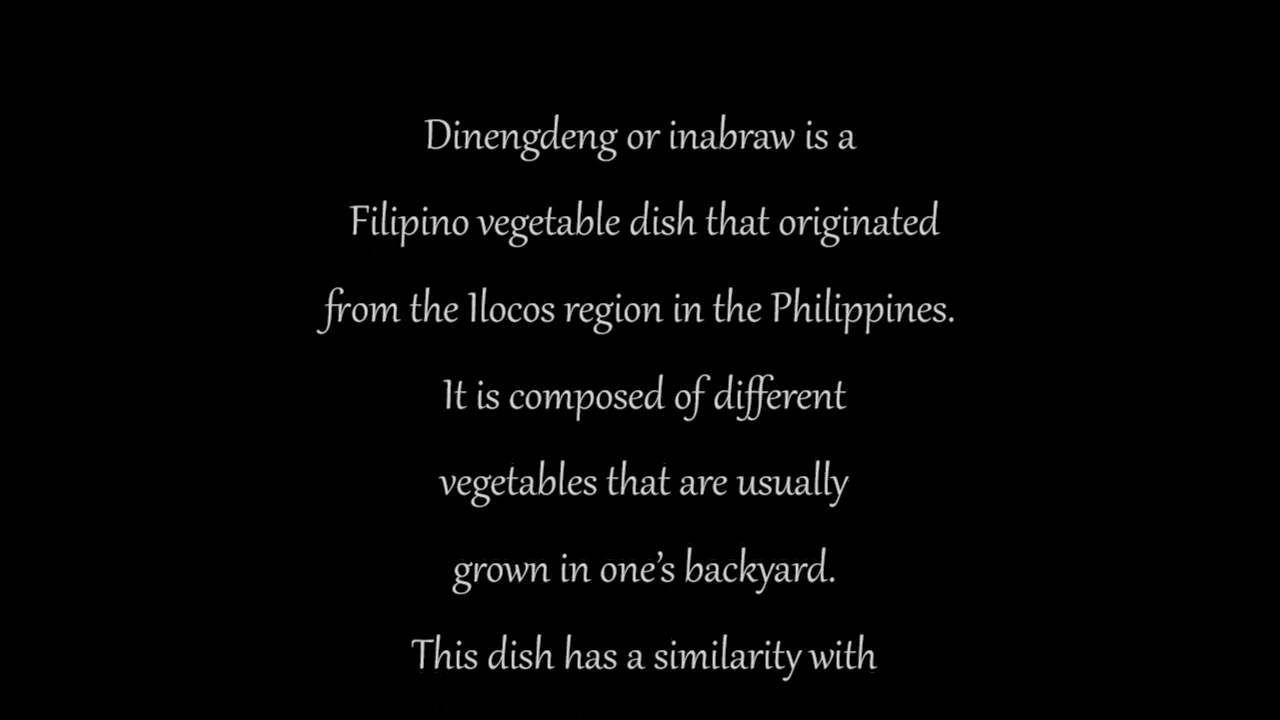 Dinengdeng or inabraw is a
Filipino vegetable dish that originated
from the Ilocos region in the Philippines.
It is composed of different
vegetables that are usually
grown in one’s backyard.
This dish has a similarity with